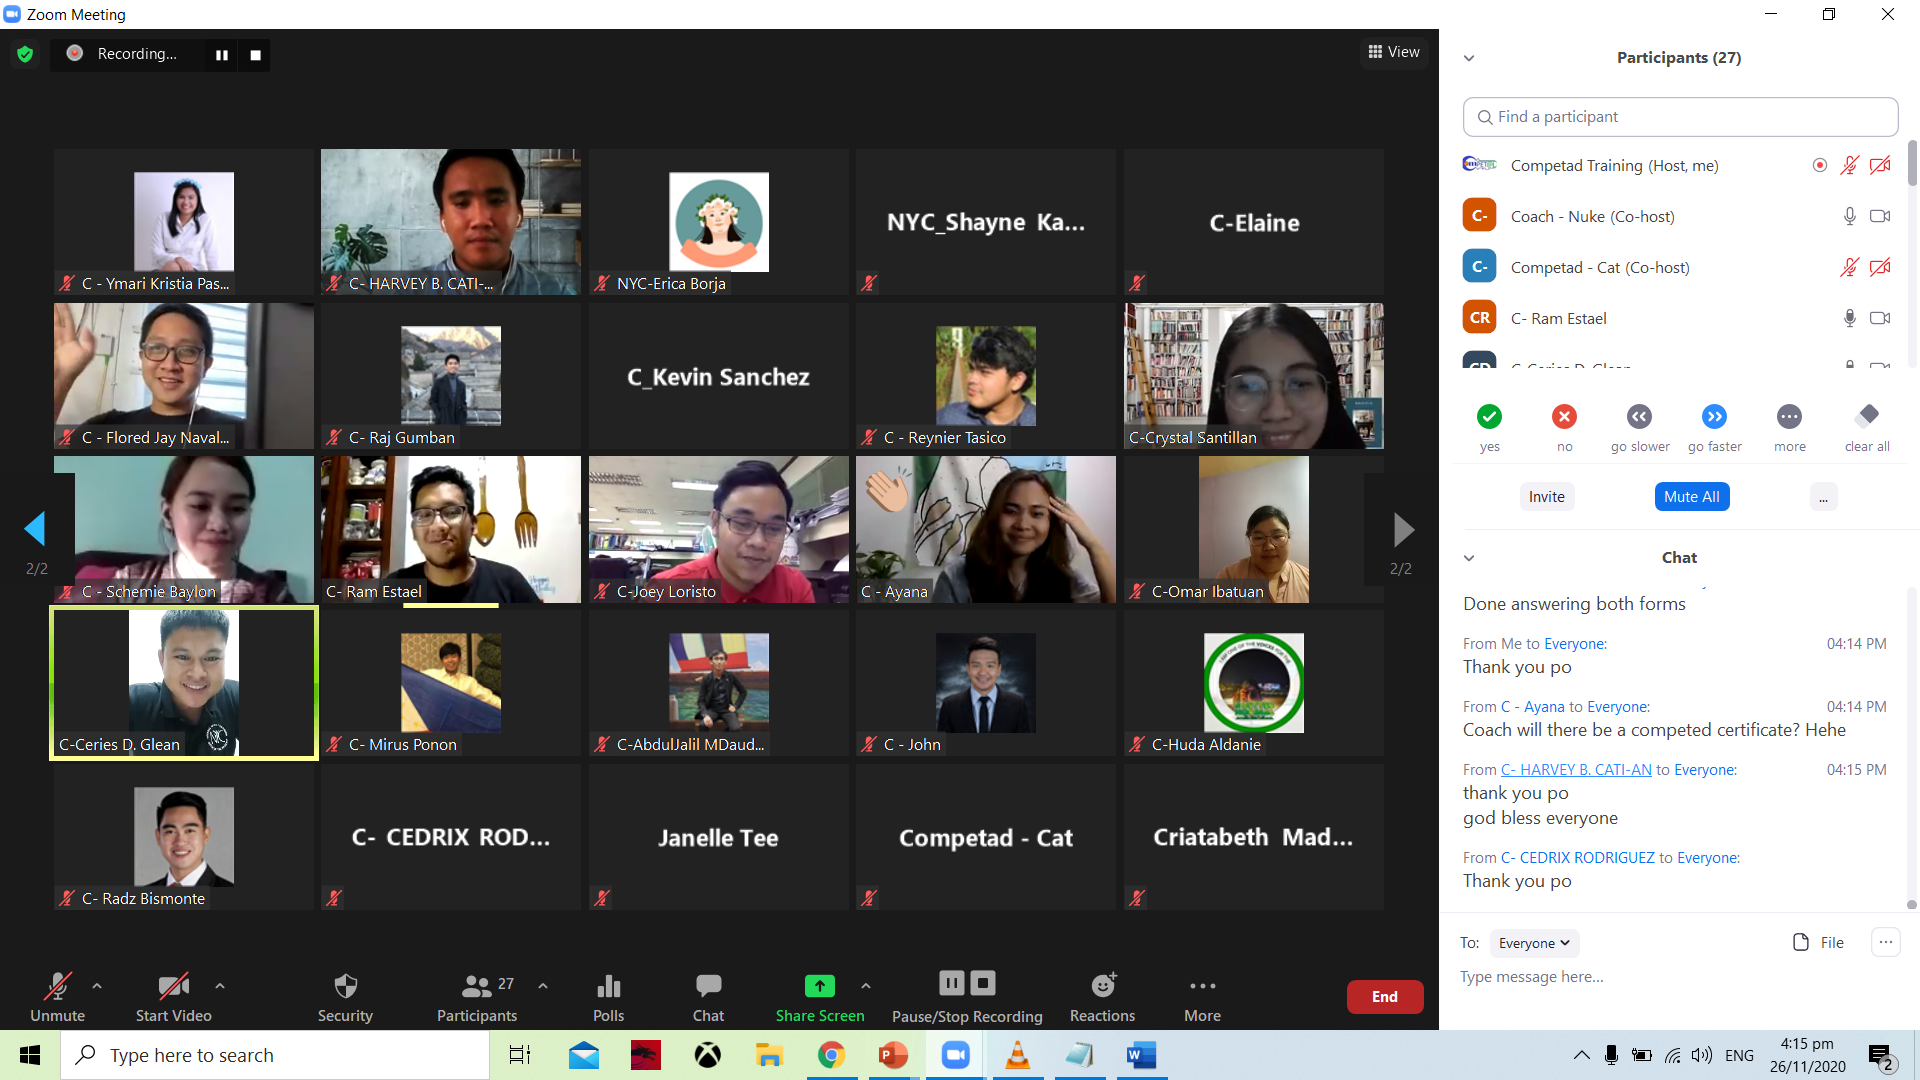 Zoom Meeting
Recording...
View
C - Ymari Kristia Pas...
C- HARVEY B. CATI-...
NYC-Erica Borja
NYC_Shayne Ka...
C-Elaine
C - Flored Jay Naval...
C- Raj Gumban
C_Kevin Sanchez
C - Reynier Tasico
C-Crystal Santillan
C - Schemie Baylon
C- Ram Estael
C-Joey Loristo
C - Ayana
C-Omar Ibatuan
2/2
2/2
C-Ceries D. Glean
C- Mirus Ponon
C-AbdulJalil MDaud...
C - John
C-Huda Aldanie
C- Radz Bismonte
C- CEDRIX ROD...
Janelle Tee
Competad - Cat
Criatabeth Mad...
Unmute
Start Video
Security
27
Participants
Polls
Chat
Share Screen
Pause/Stop Recording
Reactions
More
End
Participants (27)
Find a participant
Competad Training (Host, me)
C- Coach - Nuke (Co-host)
C- Competad - Cat (Co-host)
CR C- Ram Estael
yes
no
go slower
go faster
more
clear all
Invite
Mute All
...
Chat
Done answering both forms
From Me to Everyone: 04:14 PM
Thank you po
From C - Ayana to Everyone: 04:14 PM
Coach will there be a competed certificate? Hehe
From C- HARVEY B. CATI-AN to Everyone: 04:15 PM
thank you po
god bless everyone
From C- CEDRIX RODRIGUEZ to Everyone:
Thank you po
To: Everyone
File
Type message here...
Type here to search
ENG
4:15 pm
26/11/2020
2